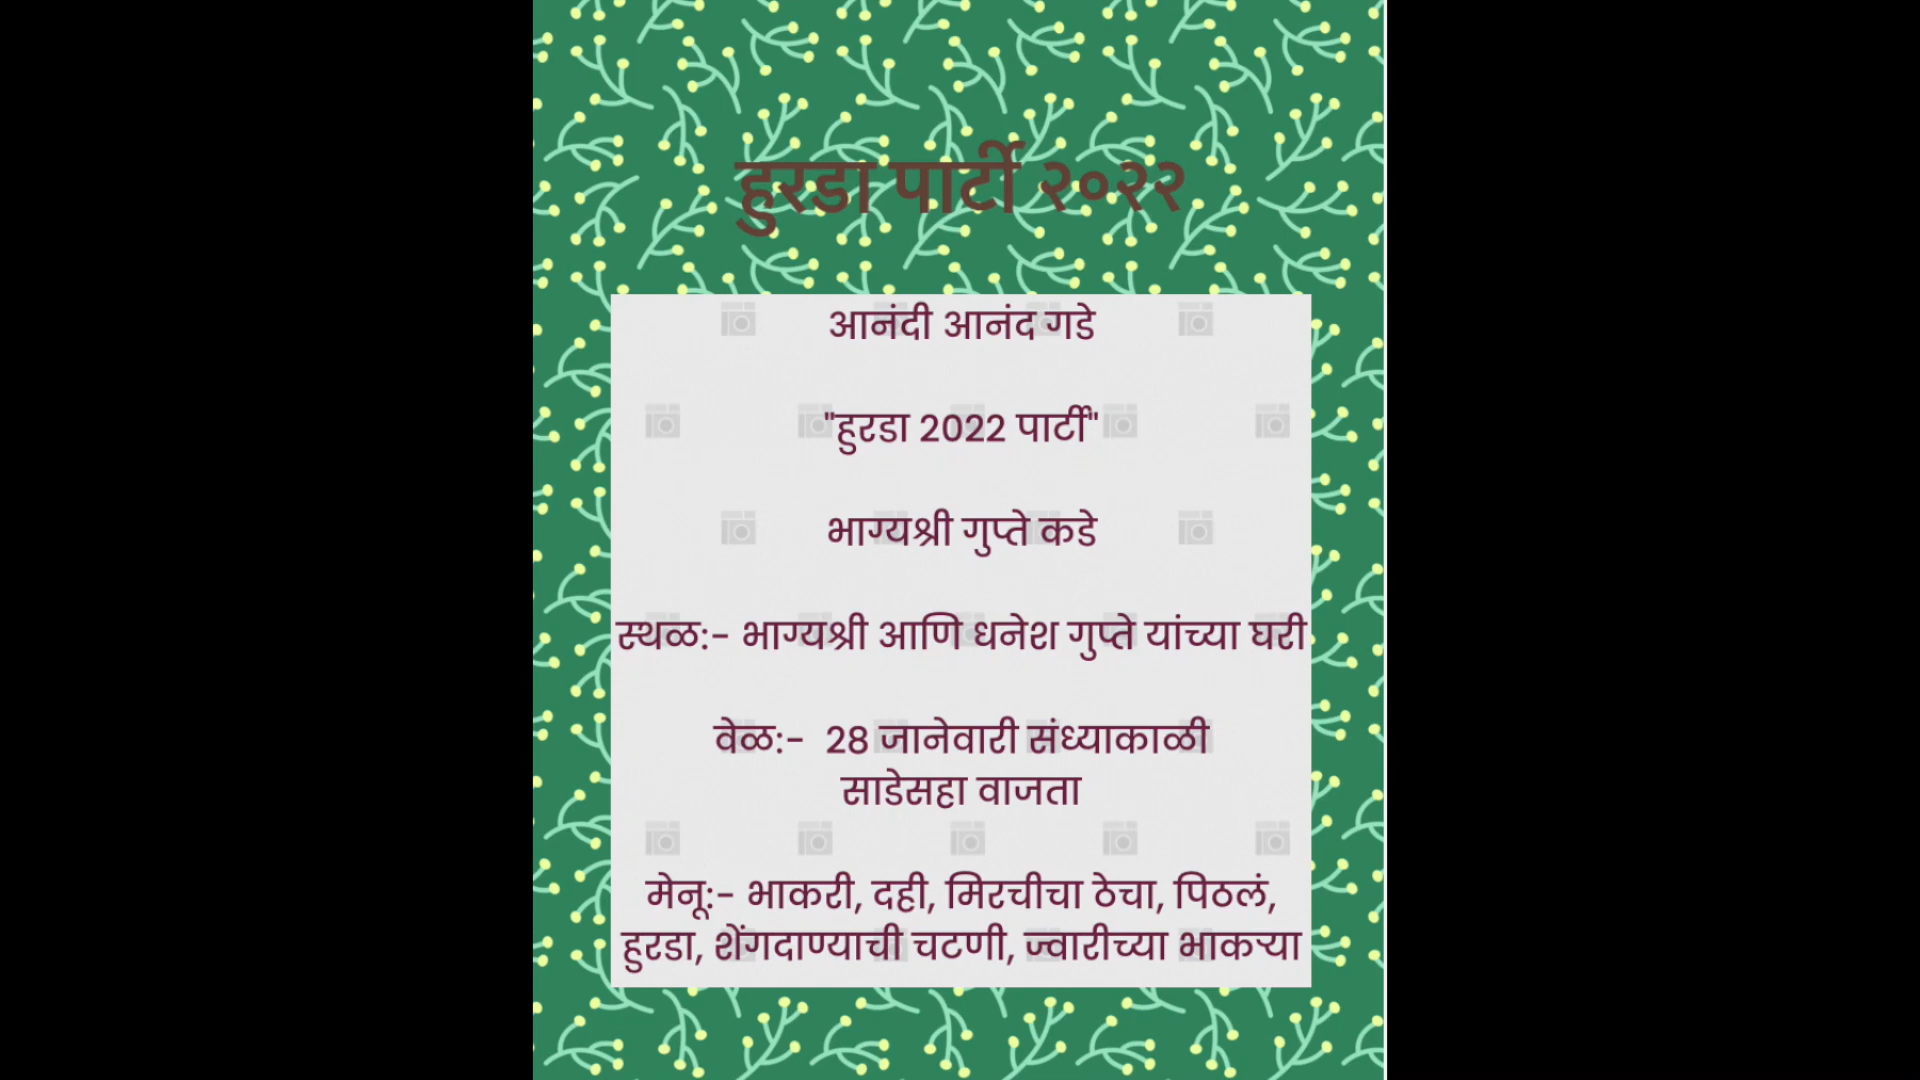 हुरडा पार्टी २०२२
आनंदी आनंद गडे
"हुरडा 2022 पार्टी"
भाग्यश्री गुप्ते कडे
स्थळ:- भाग्यश्री आणि धनेश गुप्ते यांच्या घरी
वेळ:- 28 जानेवारी संध्याकाळी
साडेसहा वाजता
मेनू:- भाकरी, दही, मिरचीचा ठेचा, पिठलं,
हुरडा, शेंगदाण्याची चटणी, ज्वारीच्या भाकऱ्या